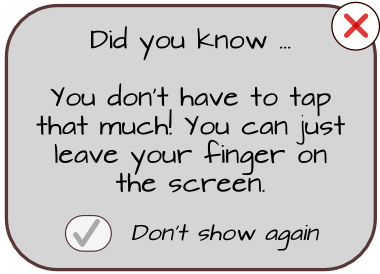 Did you know ...
You don't have to tap
that much! You can just
leave your finger on
the screen.
Don't show again